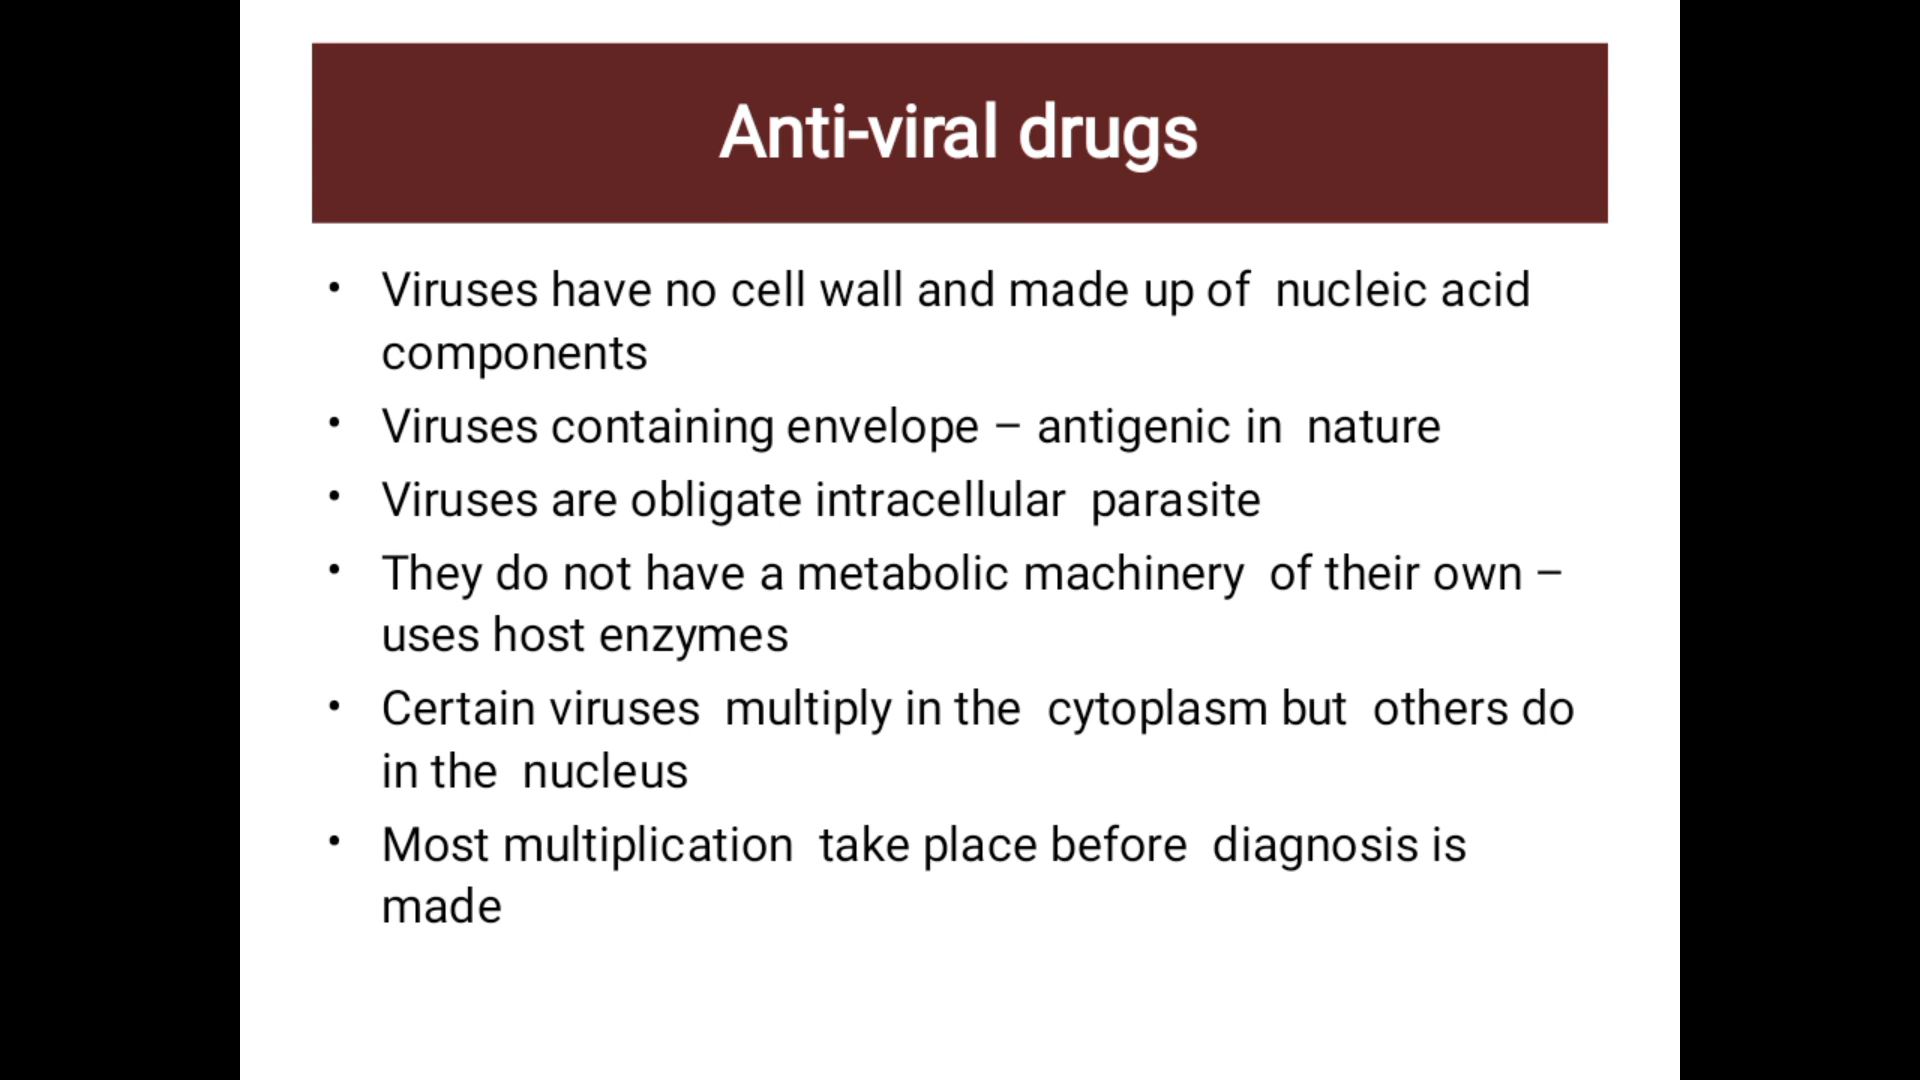 Anti-viral drugs
• Viruses have no cell wall and made up of  nucleic acid
components
• Viruses containing envelope – antigenic in  nature
• Viruses are obligate intracellular  parasite
• They do not have a metabolic machinery  of their own –
uses host enzymes
• Certain viruses  multiply in the  cytoplasm but  others do
in the  nucleus
• Most multiplication  take place before  diagnosis is
made